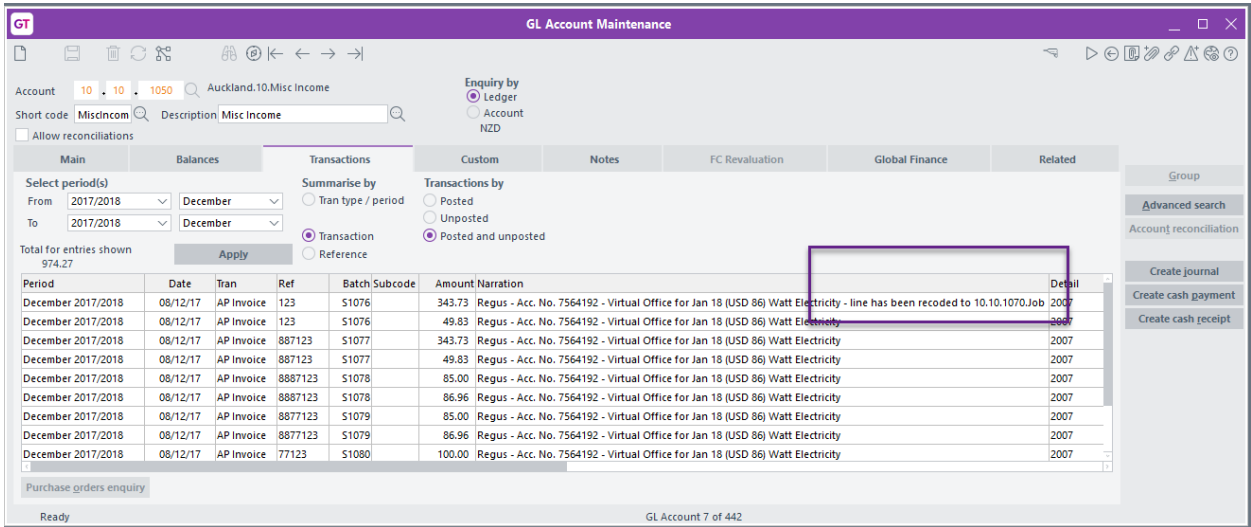 GT
GL Account Maintenance
Account 10 . 10 . 1050 Auckland.10.Misc Income
Enquiry by
Ledger
Short code MiscIncom Description Misc Income
Account
Allow reconciliations
NZD
Main Balances Transactions Custom Notes FC Revaluation Global Finance Related
Group
Select period(s) Summarise by Transactions by
From 2017/2018 December Tran type / period Posted
Advanced search
To 2017/2018 December Unposted
Account reconciliation
Transaction Posted and unposted
Total for entries shown
974.27
Apply Reference
Create journal
Period Date Tran Ref Batch Subcode Amount Narration Detail
Create cash payment
December 2017/2018 08/12/17 AP Invoice 123 S1076 343.73 Regus - Acc. No. 7564192 - Virtual Office for Jan 18 (USD 86) Watt Electricity - line has been recoded to 10.10.1070.Job 2007
Create cash receipt
December 2017/2018 08/12/17 AP Invoice 123 S1076 49.83 Regus - Acc. No. 7564192 - Virtual Office for Jan 18 (USD 86) Watt Electricity 2007
December 2017/2018 08/12/17 AP Invoice 887123 S1077 343.73 Regus - Acc. No. 7564192 - Virtual Office for Jan 18 (USD 86) Watt Electricity 2007
December 2017/2018 08/12/17 AP Invoice 887123 S1077 49.83 Regus - Acc. No. 7564192 - Virtual Office for Jan 18 (USD 86) Watt Electricity 2007
December 2017/2018 08/12/17 AP Invoice 8887123 S1078 85.00 Regus - Acc. No. 7564192 - Virtual Office for Jan 18 (USD 86) Watt Electricity 2007
December 2017/2018 08/12/17 AP Invoice 8887123 S1078 86.96 Regus - Acc. No. 7564192 - Virtual Office for Jan 18 (USD 86) Watt Electricity 2007
December 2017/2018 08/12/17 AP Invoice 8877123 S1079 85.00 Regus - Acc. No. 7564192 - Virtual Office for Jan 18 (USD 86) Watt Electricity 2007
December 2017/2018 08/12/17 AP Invoice 8877123 S1079 86.96 Regus - Acc. No. 7564192 - Virtual Office for Jan 18 (USD 86) Watt Electricity 2007
December 2017/2018 08/12/17 AP Invoice 77123 S1080 100.00 Regus - Acc. No. 7564192 - Virtual Office for Jan 18 (USD 86) Watt Electricity 2007
Purchase orders enquiry
Ready GL Account 7 of 442